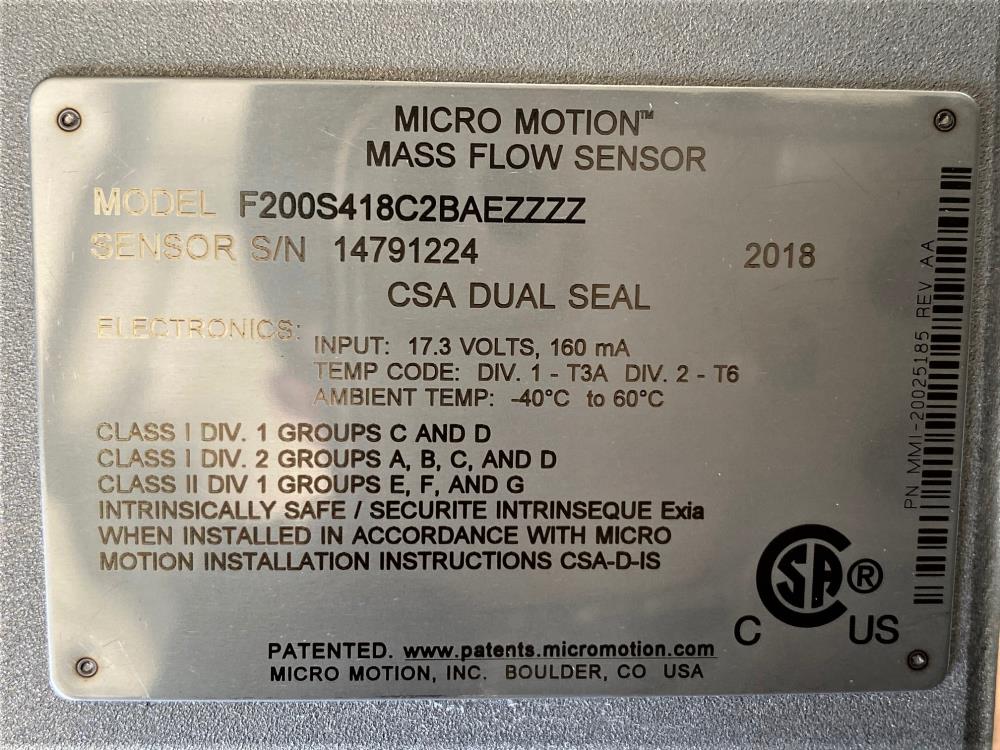 MICRO MOTION™
MASS FLOW SENSOR
MODEL F200S418C2BAEZZZZ
SENSOR S/N 14791224 2018
CSA DUAL SEAL
ELECTRONICS:
INPUT: 17.3 VOLTS, 160 mA
TEMP CODE: DIV. 1 - T3A DIV. 2 - T6
AMBIENT TEMP: -40°C to 60°C
CLASS I DIV. 1 GROUPS C AND D
CLASS I DIV. 2 GROUPS A, B, C, AND D
CLASS II DIV 1 GROUPS E, F, AND G
INTRINSICALLY SAFE / SECURITE INTRINSEQUE Exia
WHEN INSTALLED IN ACCORDANCE WITH MICRO
MOTION INSTALLATION INSTRUCTIONS CSA-D-IS
PN MMI-20025185 REV AA
CSA ®
C US
PATENTED. www.patents.micromotion.com
MICRO MOTION, INC. BOULDER, CO USA